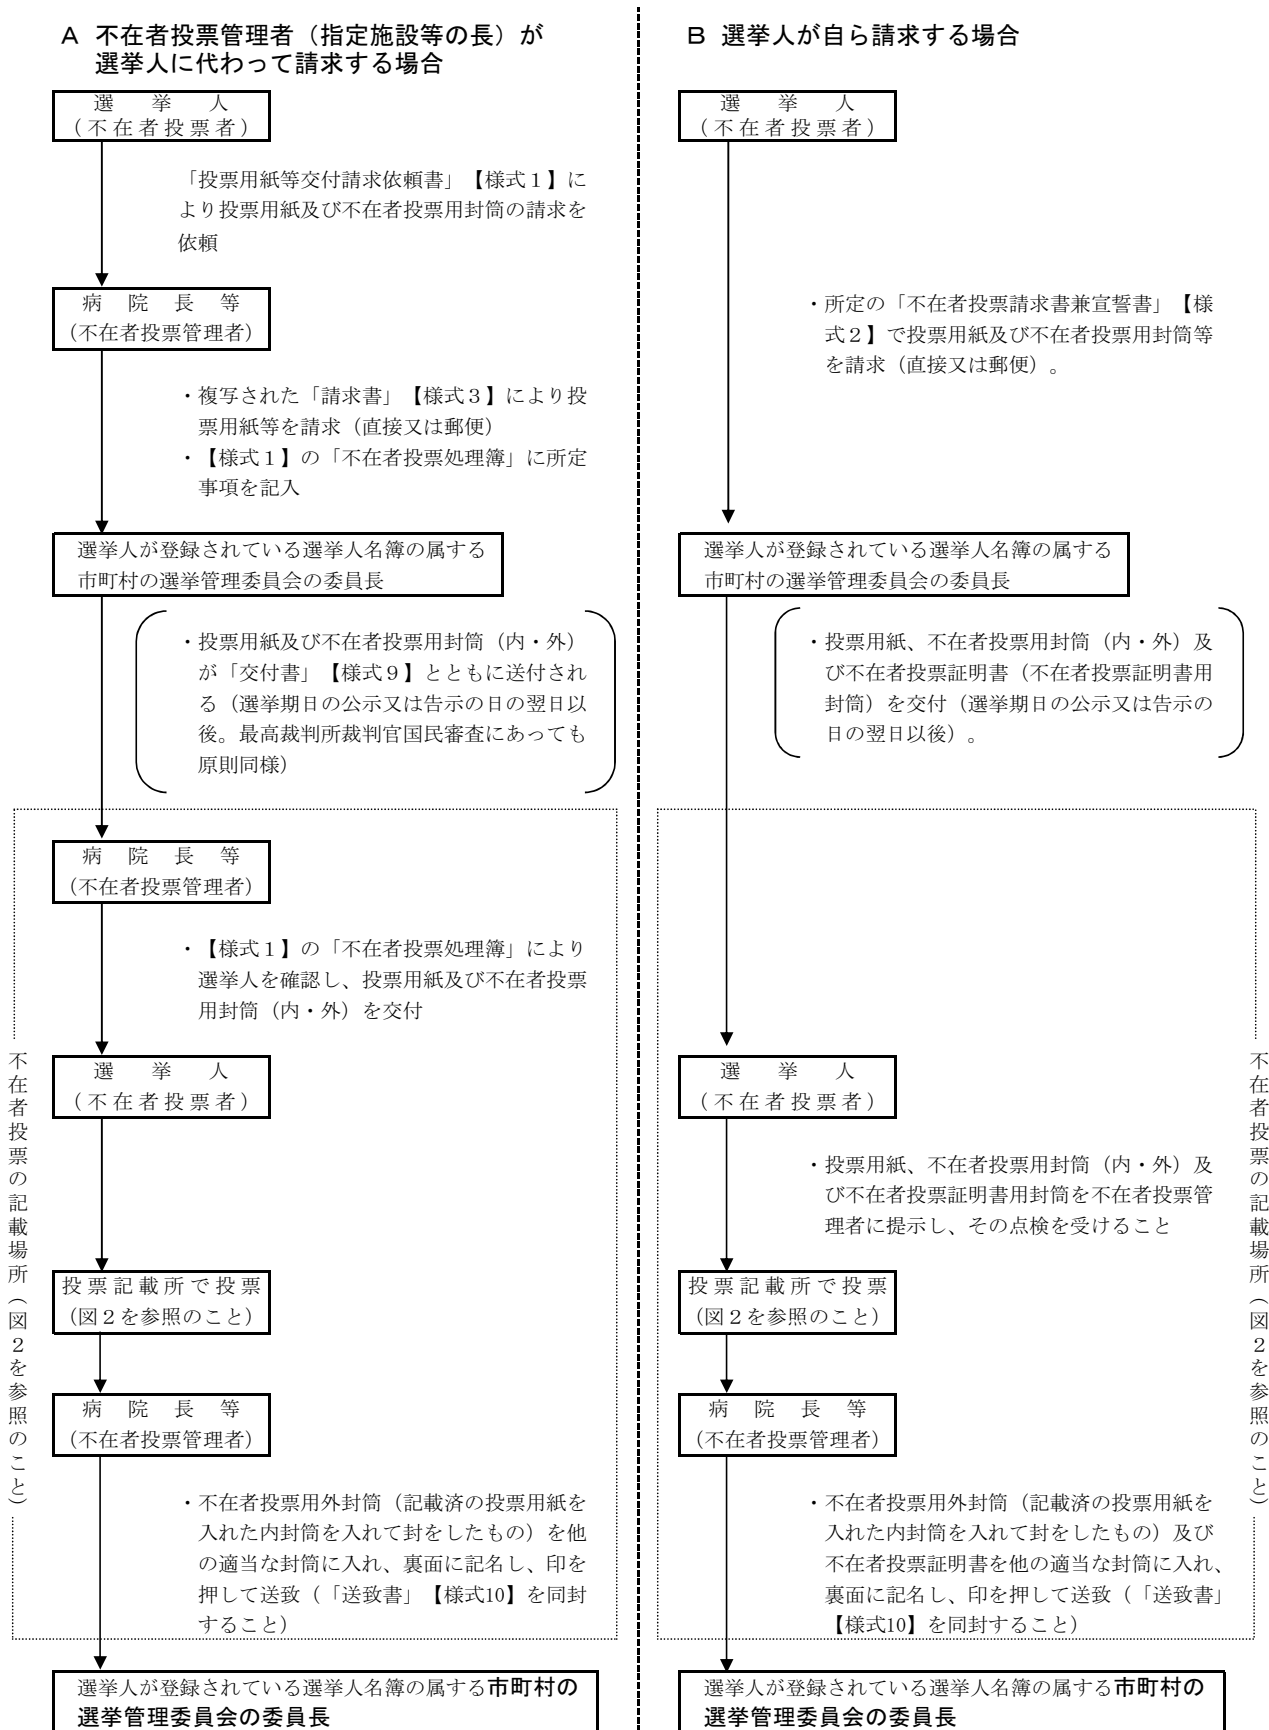 A 不在者投票管理者（指定施設等の長）が
選挙人に代わって請求する場合
選挙人
（不在者投票者）
「投票用紙等交付請求依頼書」【様式１】に
より投票用紙及び不在者投票用封筒の請求を
依頼
病院長等
（不在者投票管理者）
・複写された「請求書」【様式３】により投
票用紙等を請求（直接又は郵便）
・【様式１】の「不在者投票処理簿」に所定
事項を記入
選挙人が登録されている選挙人名簿の属する
市町村の選挙管理委員会の委員長
・投票用紙及び不在者投票用封筒（内・外）
が「交付書」【様式９】とともに送付され
る（選挙期日の公示又は告示の日の翌日以
後。最高裁判所裁判官国民審査にあっても
原則同様）
病院長等
（不在者投票管理者）
・【様式１】の「不在者投票処理簿」により
選挙人を確認し、投票用紙及び不在者投票
用封筒（内・外）を交付
選挙人
（不在者投票者）
投票記載所で投票
（図２を参照のこと）
病院長等
（不在者投票管理者）
・不在者投票用外封筒（記載済の投票用紙を
入れた内封筒を入れて封をしたもの）を他
の適当な封筒に入れ、裏面に記名し、印を
押して送致（「送致書」【様式10】を同封
すること）
選挙人が登録されている選挙人名簿の属する市町村の
選挙管理委員会の委員長
不在者投票の記載場所（図２を参照のこと）
B 選挙人が自ら請求する場合
選挙人
（不在者投票者）
・所定の「不在者投票請求書兼宣誓書」【様
式２】で投票用紙及び不在者投票用封筒等
を請求（直接又は郵便）。
選挙人が登録されている選挙人名簿の属する
市町村の選挙管理委員会の委員長
・投票用紙、不在者投票用封筒（内・外）及
び不在者投票証明書（不在者投票証明書用
封筒）を交付（選挙期日の公示又は告示の
日の翌日以後）。
選挙人
（不在者投票者）
・投票用紙、不在者投票用封筒（内・外）及
び不在者投票証明書用封筒を不在者投票管
理者に提示し、その点検を受けること
投票記載所で投票
（図２を参照のこと）
病院長等
（不在者投票管理者）
・不在者投票用外封筒（記載済の投票用紙を
入れた内封筒を入れて封をしたもの）及び
不在者投票証明書を他の適当な封筒に入れ、
裏面に記名し、印を押して送致（「送致書」
【様式10】を同封すること）
選挙人が登録されている選挙人名簿の属する市町村の
選挙管理委員会の委員長
不在者投票の記載場所（図２を参照のこと）